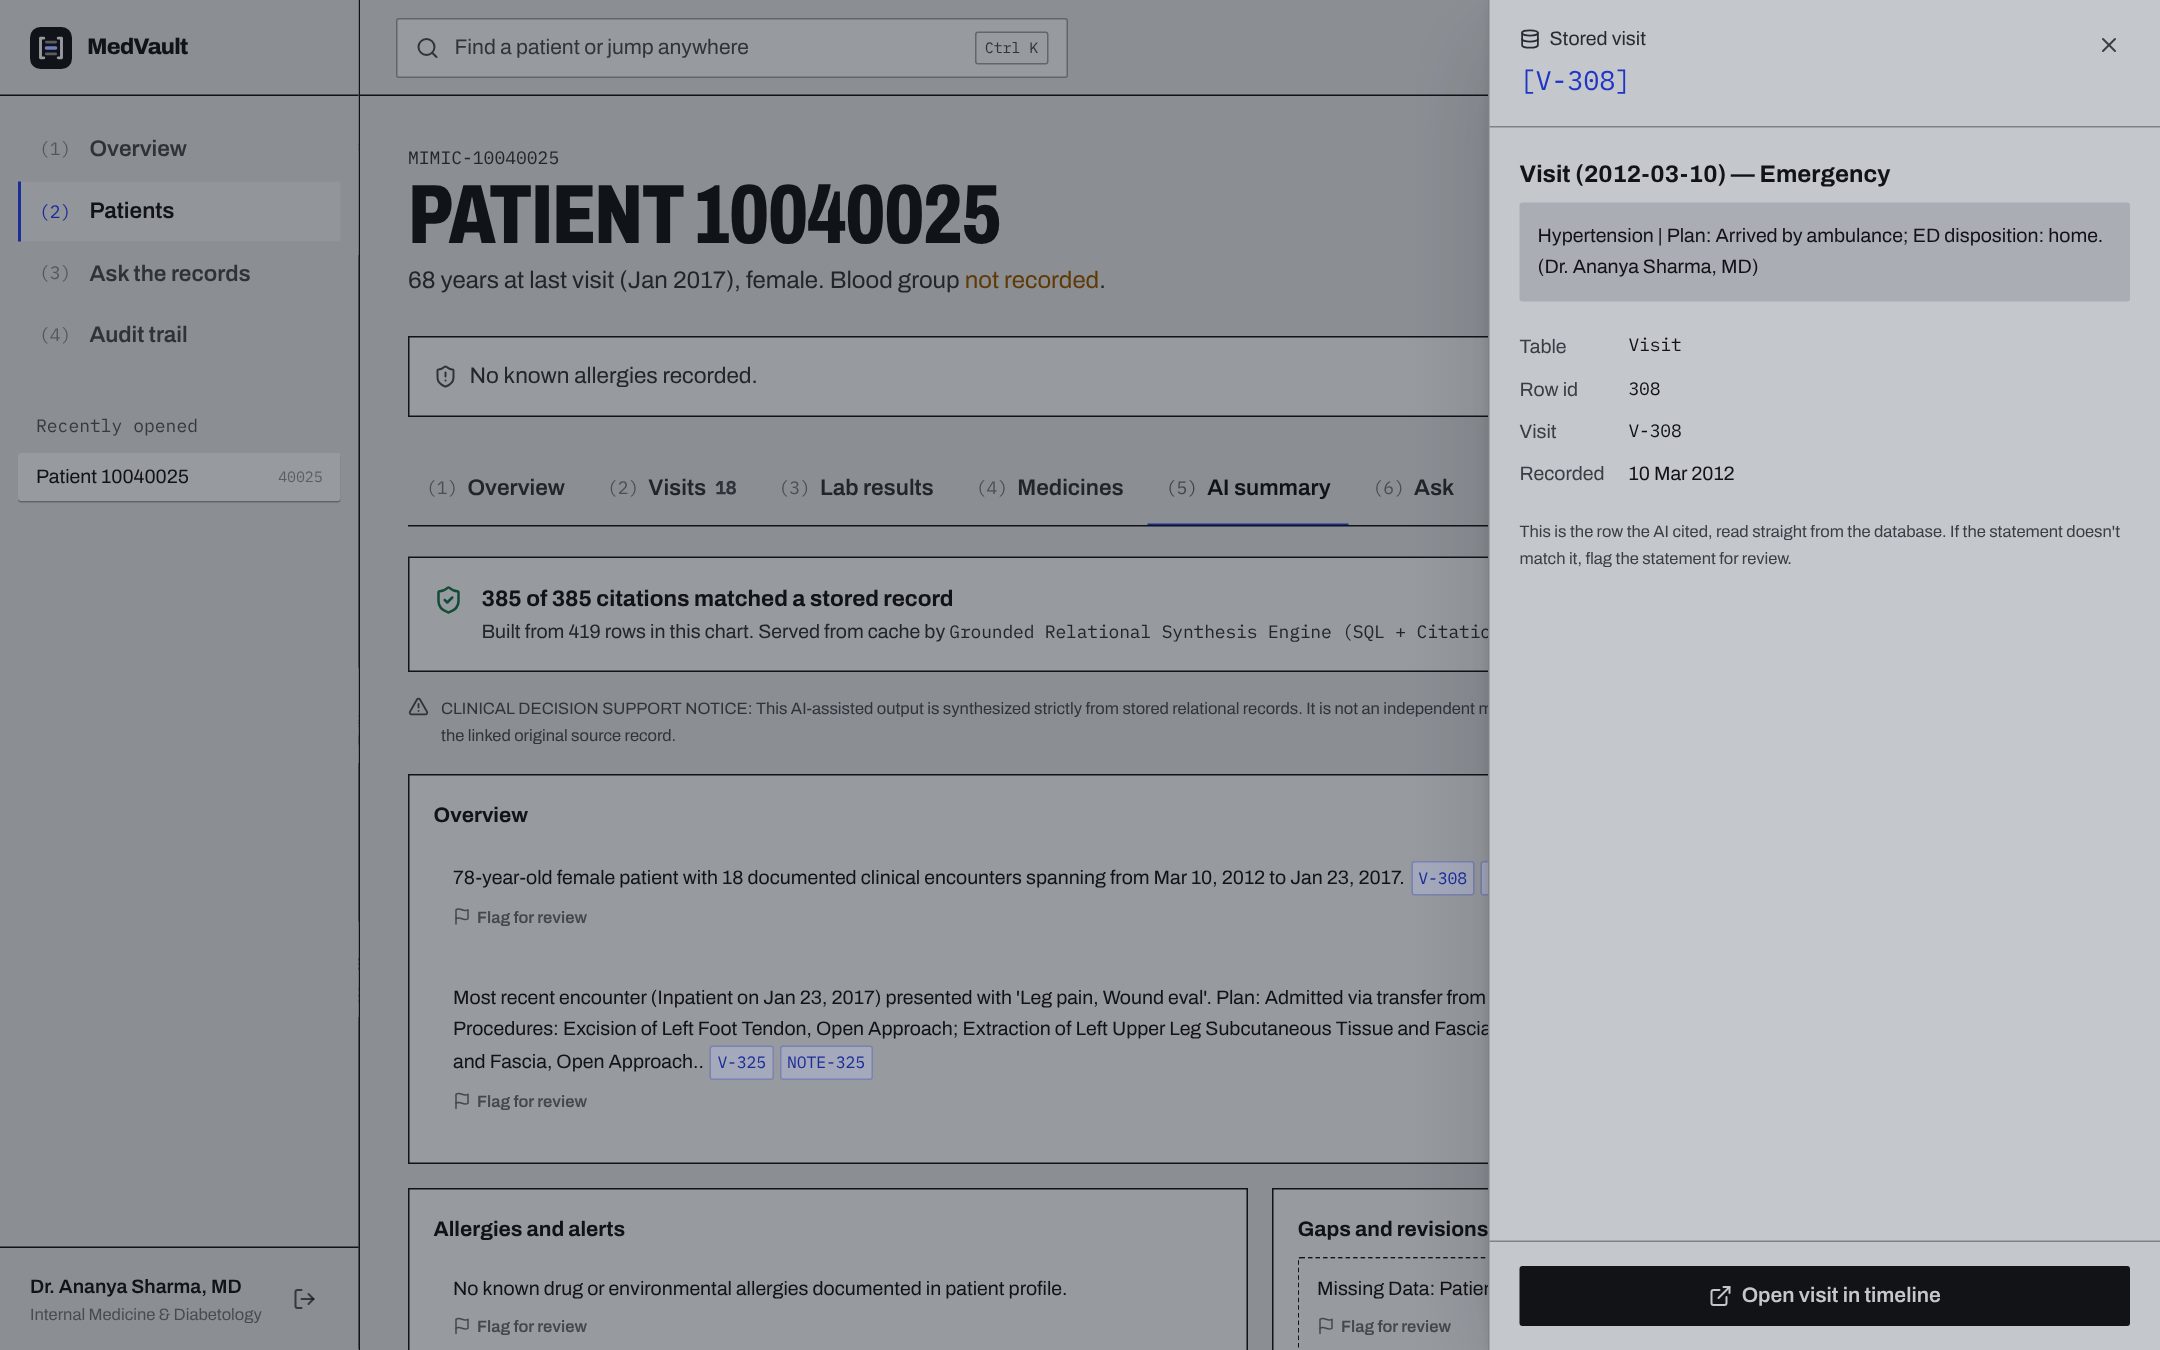 MedVault
Find a patient or jump anywhere
Ctrl K
(1) Overview
(2) Patients
(3) Ask the records
(4) Audit trail
Recently opened
Patient 10040025 40025
Dr. Ananya Sharma, MD
Internal Medicine & Diabetology
MIMIC-10040025
PATIENT 10040025
68 years at last visit (Jan 2017), female. Blood group not recorded.
No known allergies recorded.
(1) Overview (2) Visits 18 (3) Lab results (4) Medicines (5) AI summary (6) Ask
385 of 385 citations matched a stored record
Built from 419 rows in this chart. Served from cache by Grounded Relational Synthesis Engine (SQL + Citatio
CLINICAL DECISION SUPPORT NOTICE: This AI-assisted output is synthesized strictly from stored relational records. It is not an independent m
the linked original source record.
Overview
78-year-old female patient with 18 documented clinical encounters spanning from Mar 10, 2012 to Jan 23, 2017. V-308
Flag for review
Most recent encounter (Inpatient on Jan 23, 2017) presented with 'Leg pain, Wound eval'. Plan: Admitted via transfer from
Procedures: Excision of Left Foot Tendon, Open Approach; Extraction of Left Upper Leg Subcutaneous Tissue and Fascia
and Fascia, Open Approach.. V-325 NOTE-325
Flag for review
Allergies and alerts
No known drug or environmental allergies documented in patient profile.
Flag for review
Gaps and revisions
Missing Data: Patien
Flag for review
Stored visit
[V-308]
Visit (2012-03-10) — Emergency
Hypertension | Plan: Arrived by ambulance; ED disposition: home.
(Dr. Ananya Sharma, MD)
Table Visit
Row id 308
Visit V-308
Recorded 10 Mar 2012
This is the row the AI cited, read straight from the database. If the statement doesn't
match it, flag the statement for review.
Open visit in timeline